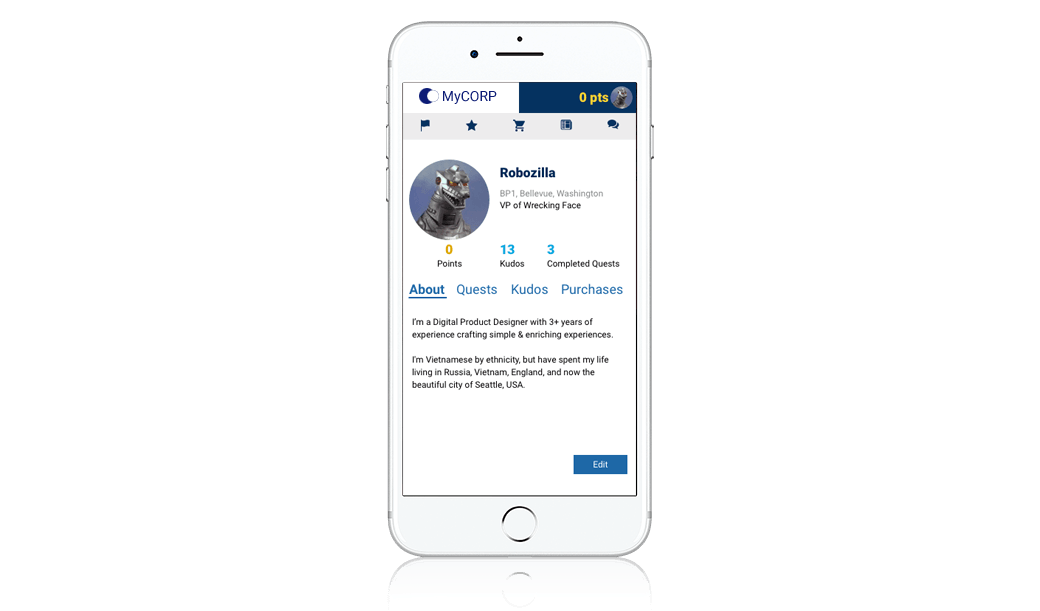 MyCORP
0 pts
Robozilla
BP1, Bellevue, Washington
VP of Wrecking Face
0 13 3
Points Kudos Completed Quests
About Quests Kudos Purchases
I'm a Digital Product Designer with 3+ years of
experience crafting simple & enriching experiences.
I'm Vietnamese by ethnicity, but have spent my life
living in Russia, Vietnam, England, and now the
beautiful city of Seattle, USA.
Edit